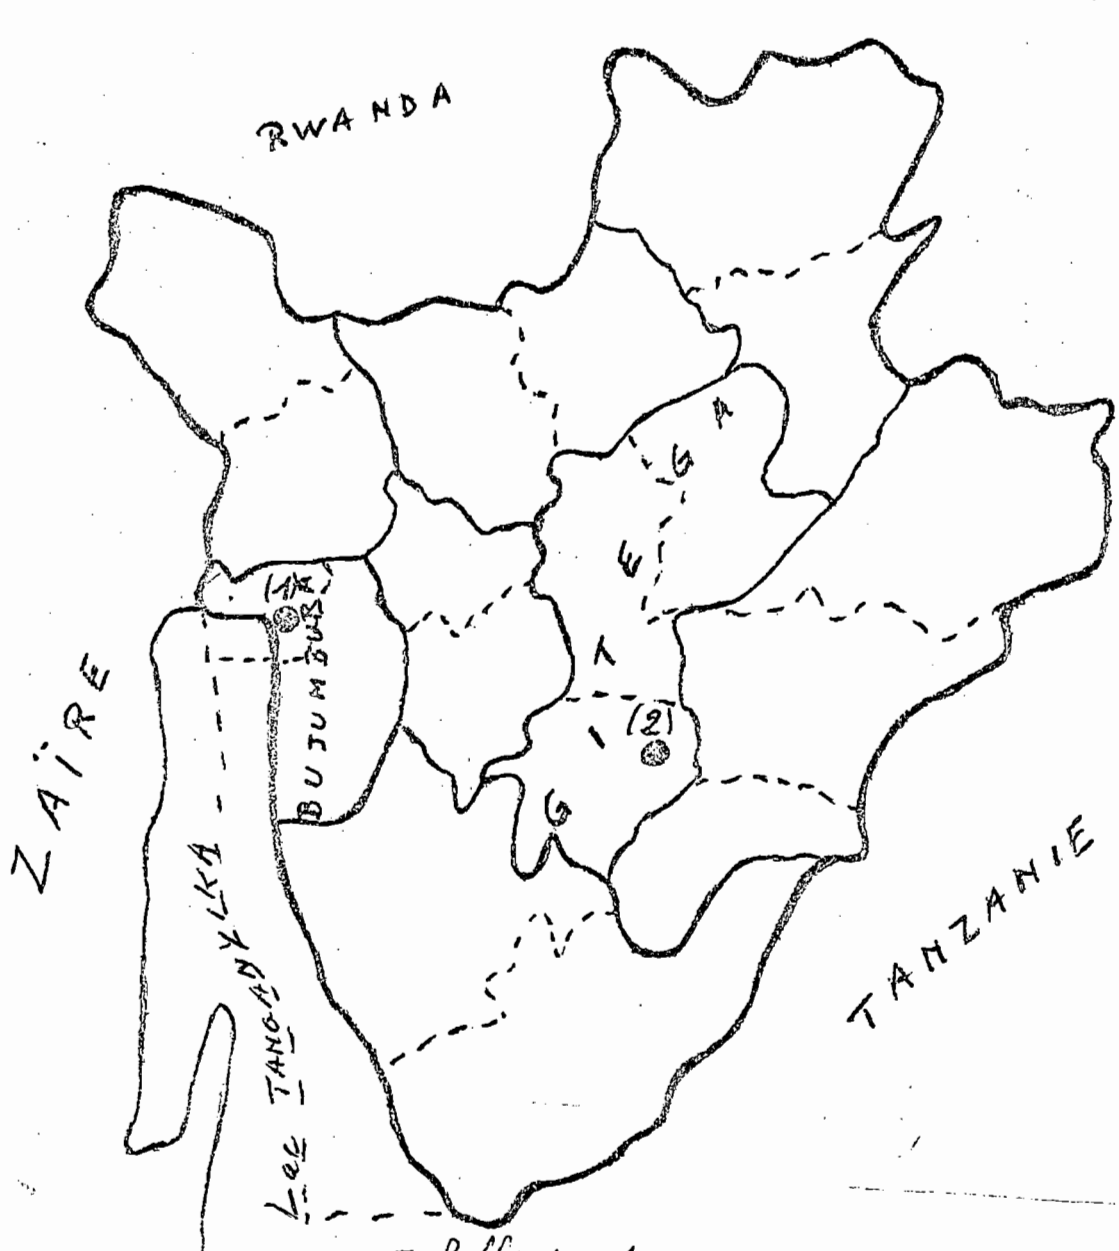 RWANDA
GITEGA
(1)
BUJUMBURA
(2)
ZAÏRE
Lac TANGANYIKA
TANZANIE